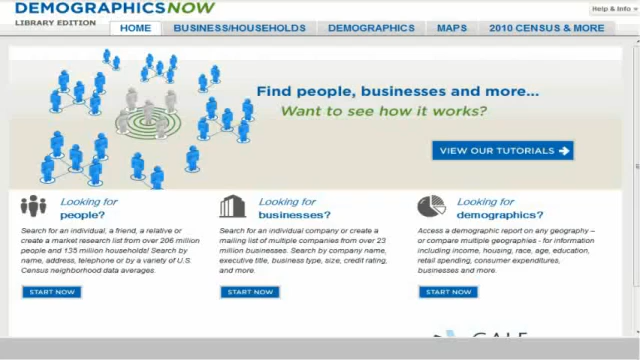 DEMOGRAPHICSNOW
LIBRARY EDITION
Help & Info
HOME
BUSINESS/HOUSEHOLDS
DEMOGRAPHICS
MAPS
2010 CENSUS & MORE
Find people, businesses and more...
Want to see how it works?
VIEW OUR TUTORIALS
Looking for
people?
Search for an individual, a friend, a relative or
create a market research list from over 206 million
people and 135 million households! Search by
name, address, telephone or by a variety of U.S.
Census neighborhood data averages.
START NOW
Looking for
businesses?
Search for an individual company or create a
mailing list of multiple companies from over 23
million businesses. Search by company name,
executive title, business type, size, credit rating,
and more.
START NOW
Looking for
demographics?
Access a demographic report on any geography –
or compare multiple geographies - for information
including income, housing, race, age, education,
retail spending, consumer expenditures,
businesses and more.
START NOW